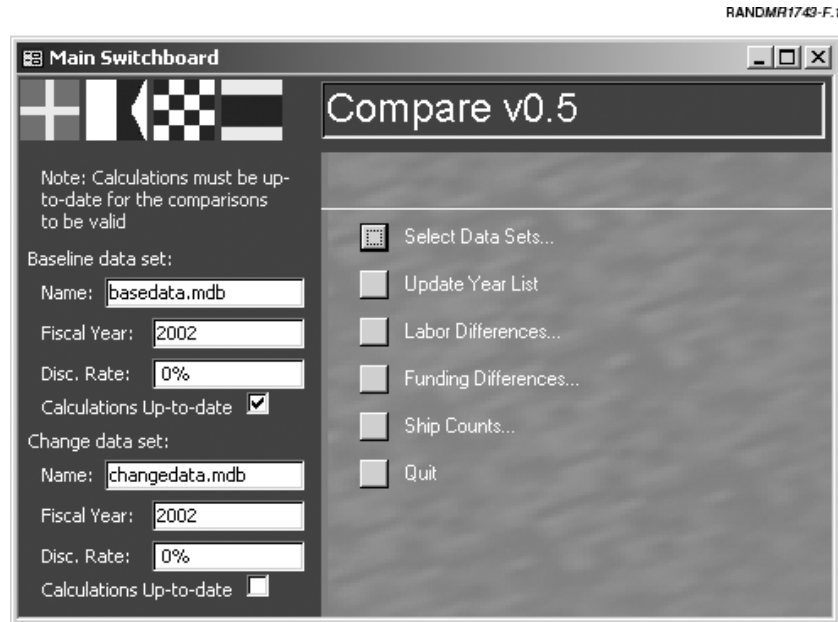 RANDMR1743-F.1
Main Switchboard
Compare v0.5
Note: Calculations must be up-
to-date for the comparisons
to be valid
Baseline data set:
Name: basedata.mdb
Fiscal Year: 2002
Disc. Rate: 0%
Calculations Up-to-date
Change data set:
Name: changedata.mdb
Fiscal Year: 2002
Disc. Rate: 0%
Calculations Up-to-date
Select Data Sets...
Update Year List
Labor Differences...
Funding Differences...
Ship Counts...
Quit